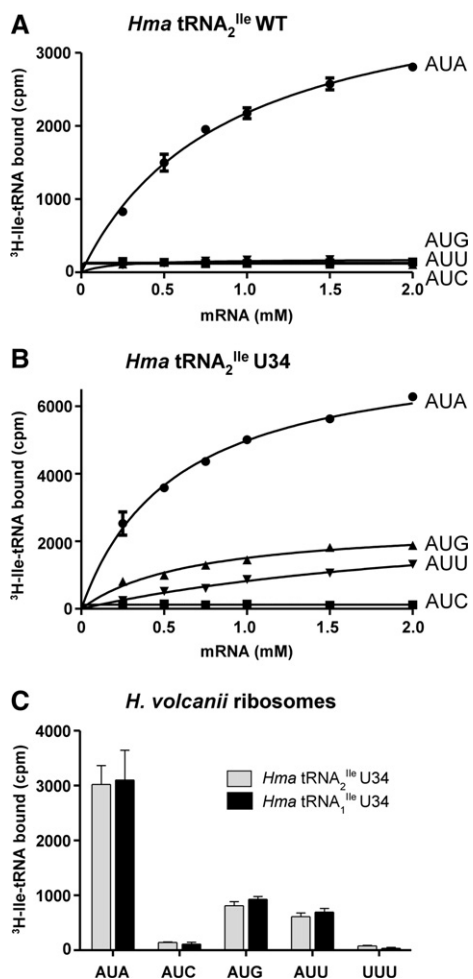 A
Hma tRNA₂ᴵˡᵉ WT
³H-Ile-tRNA bound (cpm)
3000
2000
1000
0
AUA
AUG
AUU
AUC
0 0.5 1.0 1.5 2.0
mRNA (mM)
B
Hma tRNA₂ᴵˡᵉ U34
³H-Ile-tRNA bound (cpm)
6000
4000
2000
0
AUA
AUG
AUU
AUC
0 0.5 1.0 1.5 2.0
mRNA (mM)
C
H. volcanii ribosomes
³H-Ile-tRNA bound (cpm)
4000
3000
2000
1000
0
Hma tRNA₂ᴵˡᵉ U34
Hma tRNA₁ᴵˡᵉ U34
AUA AUC AUG AUU UUU